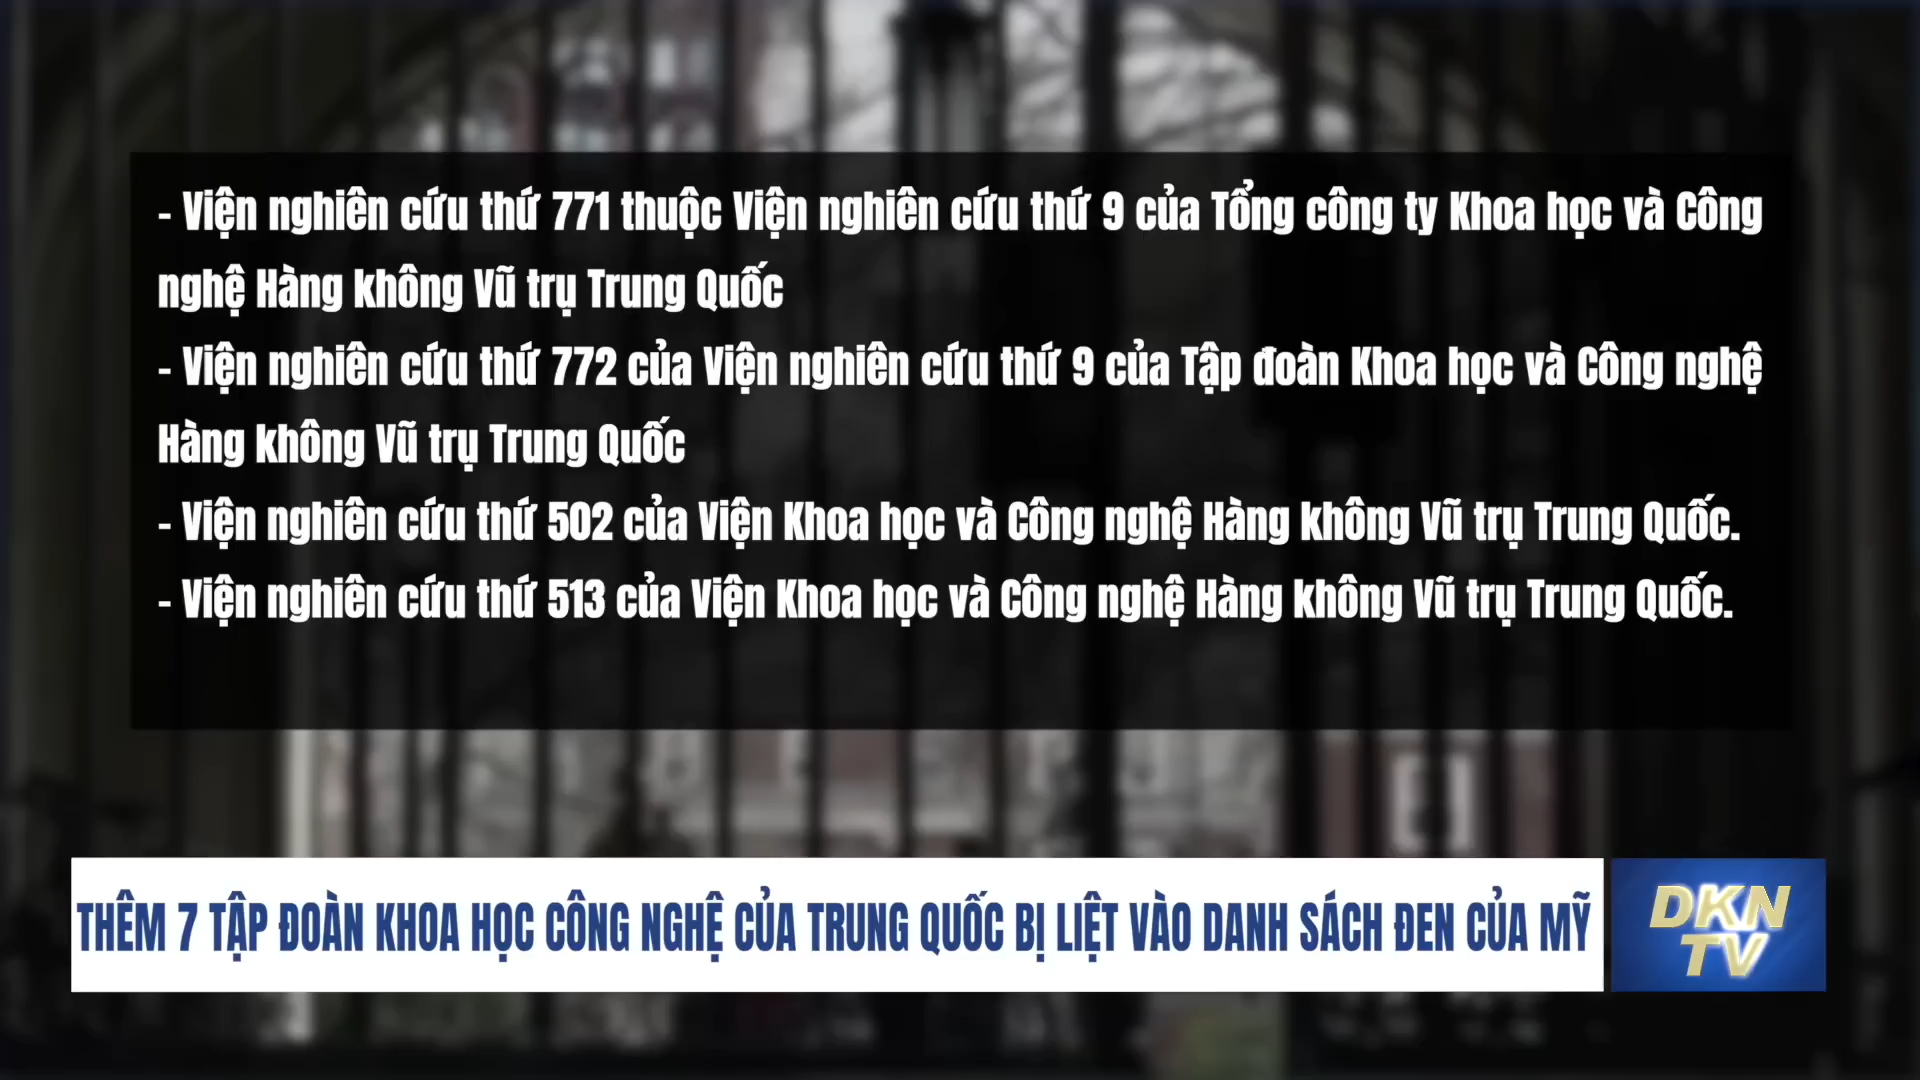 - Viện nghiên cứu thứ 771 thuộc Viện nghiên cứu thứ 9 của Tổng công ty Khoa học và Công
nghệ Hàng không Vũ trụ Trung Quốc
- Viện nghiên cứu thứ 772 của Viện nghiên cứu thứ 9 của Tập đoàn Khoa học và Công nghệ
Hàng không Vũ trụ Trung Quốc
- Viện nghiên cứu thứ 502 của Viện Khoa học và Công nghệ Hàng không Vũ trụ Trung Quốc.
- Viện nghiên cứu thứ 513 của Viện Khoa học và Công nghệ Hàng không Vũ trụ Trung Quốc.
THÊM 7 TẬP ĐOÀN KHOA HỌC CÔNG NGHỆ CỦA TRUNG QUỐC BỊ LIỆT VÀO DANH SÁCH ĐEN CỦA MỸ
DKN
TV